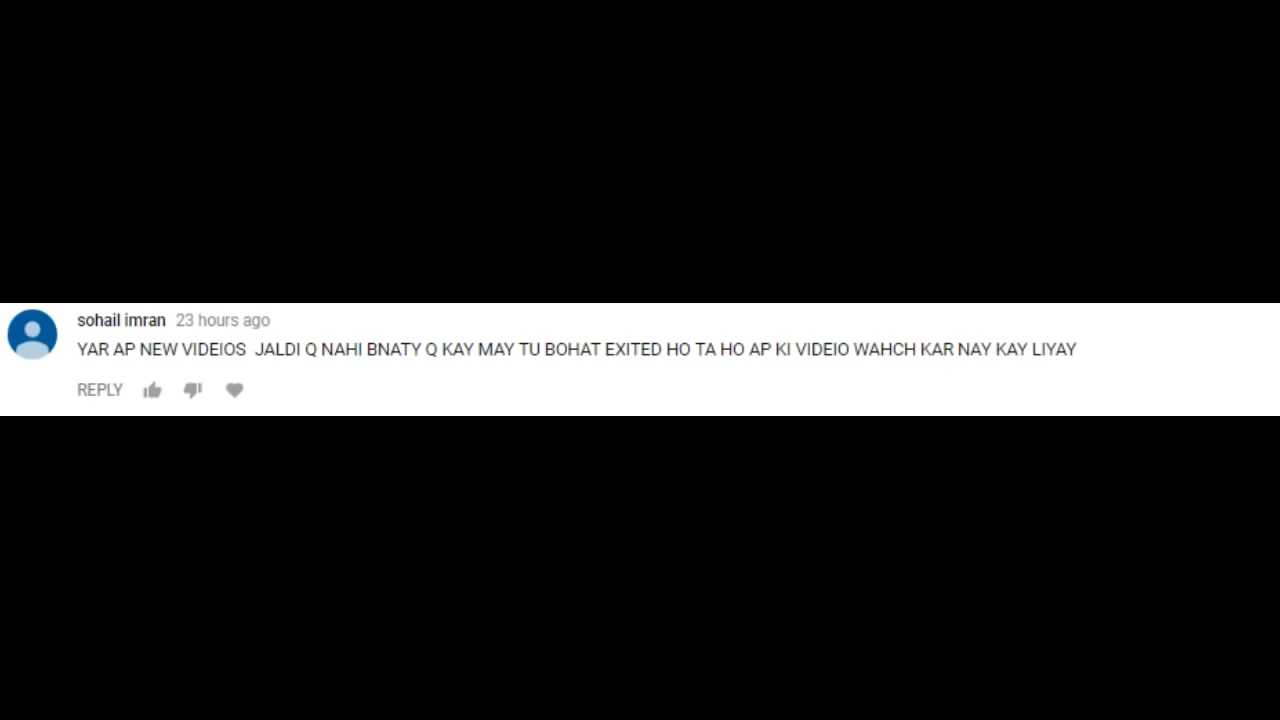 sohail imran 23 hours ago
YAR AP NEW VIDEIOS JALDI Q NAHI BNATY Q KAY MAY TU BOHAT EXITED HO TA HO AP KI VIDEIO WAHCH KAR NAY KAY LIYAY
REPLY